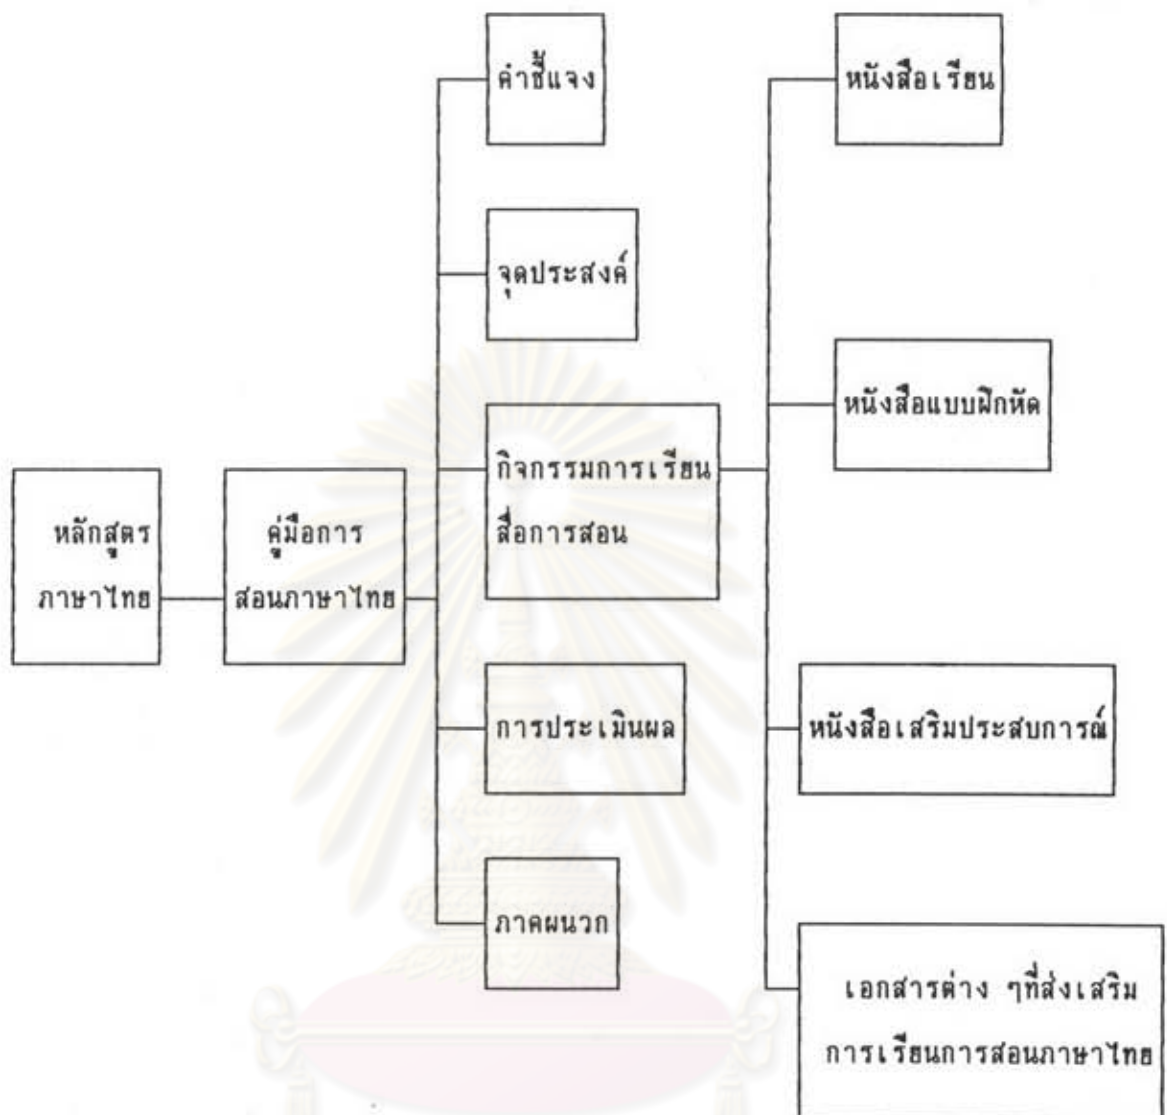 หลักสูตร
ภาษาไทย
คู่มือการ
สอนภาษาไทย
คำชี้แจง
จุดประสงค์
กิจกรรมการเรียน
สื่อการสอน
การประเมินผล
ภาคผนวก
หนังสือเรียน
หนังสือแบบฝึกหัด
หนังสือเสริมประสบการณ์
เอกสารต่าง ๆที่ส่งเสริม
การเรียนการสอนภาษาไทย